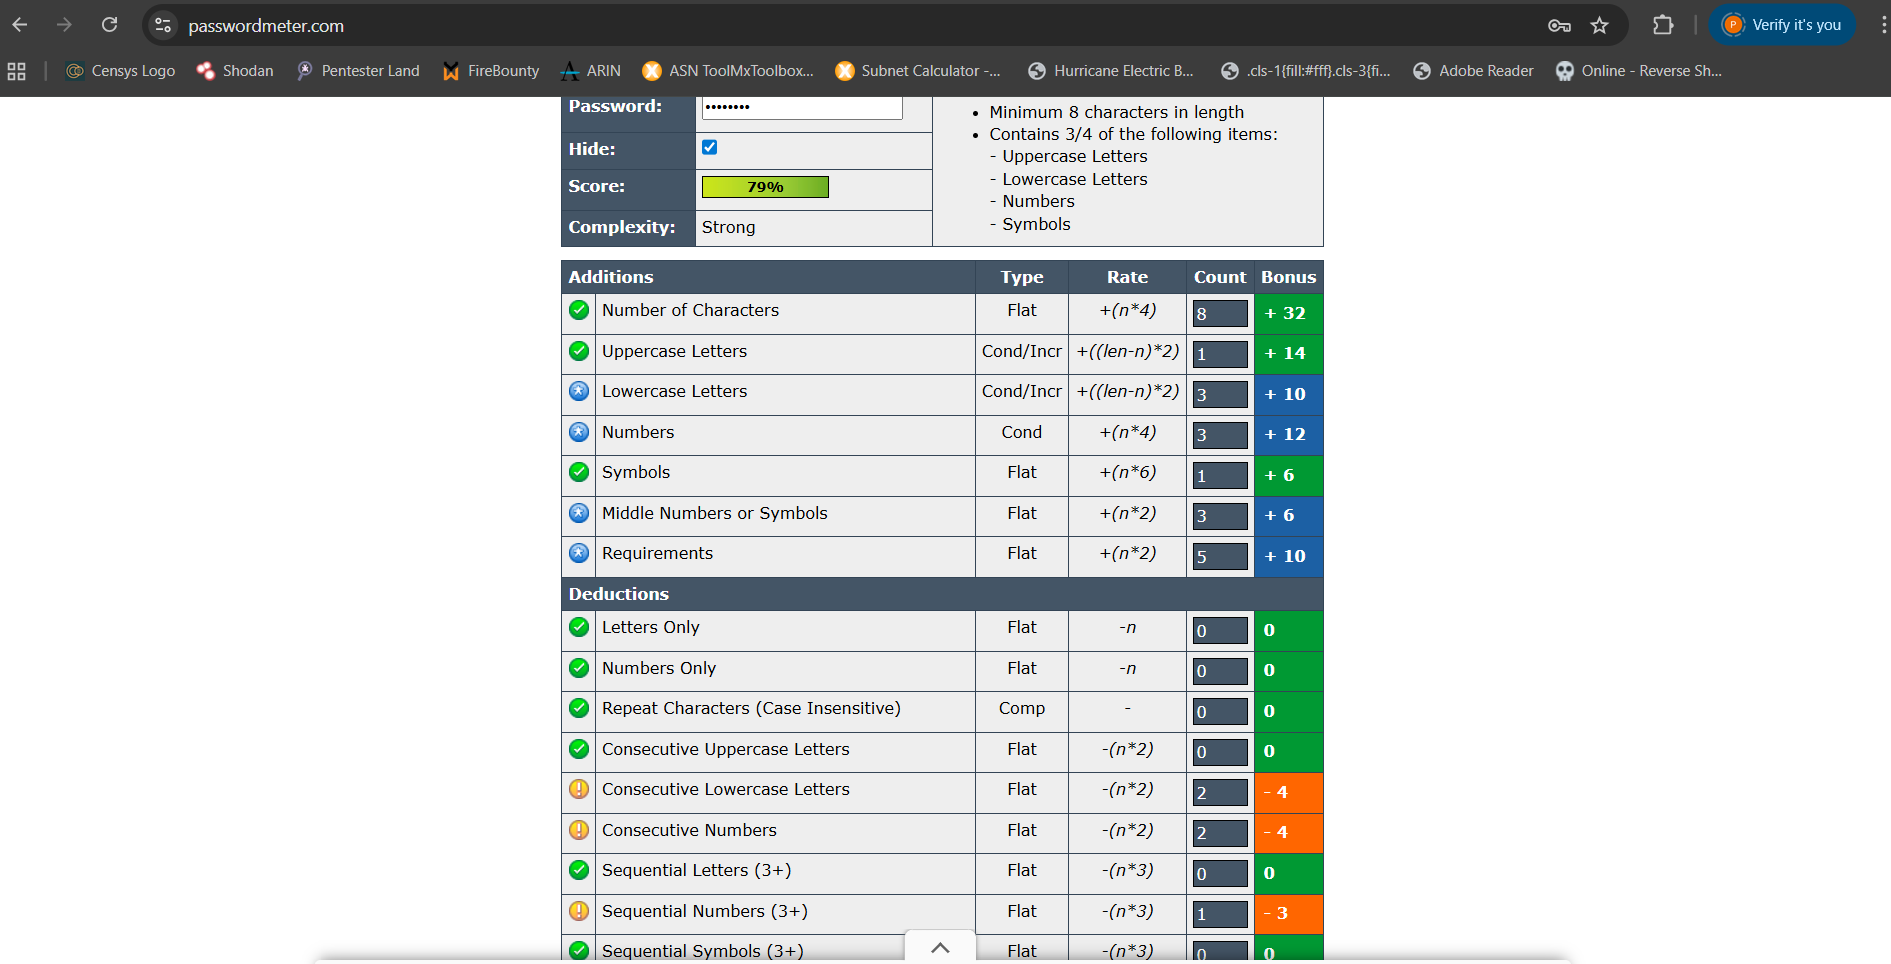 passwordmeter.com
Verify it's you
Censys Logo
Shodan
Pentester Land
FireBounty
ARIN
ASN ToolMxToolbox...
Subnet Calculator -...
Hurricane Electric B...
.cls-1{fill:#fff}.cls-3{fi...
Adobe Reader
Online - Reverse Sh...
Password: ••••••••
Hide:
Score: 79%
Complexity: Strong
• Minimum 8 characters in length
• Contains 3/4 of the following items:
- Uppercase Letters
- Lowercase Letters
- Numbers
- Symbols
Additions Type Rate Count Bonus
Number of Characters Flat +(n*4) 8 + 32
Uppercase Letters Cond/Incr +((len-n)*2) 1 + 14
Lowercase Letters Cond/Incr +((len-n)*2) 3 + 10
Numbers Cond +(n*4) 3 + 12
Symbols Flat +(n*6) 1 + 6
Middle Numbers or Symbols Flat +(n*2) 3 + 6
Requirements Flat +(n*2) 5 + 10
Deductions
Letters Only Flat -n 0 0
Numbers Only Flat -n 0 0
Repeat Characters (Case Insensitive) Comp - 0 0
Consecutive Uppercase Letters Flat -(n*2) 0 0
Consecutive Lowercase Letters Flat -(n*2) 2 - 4
Consecutive Numbers Flat -(n*2) 2 - 4
Sequential Letters (3+) Flat -(n*3) 0 0
Sequential Numbers (3+) Flat -(n*3) 1 - 3
Sequential Symbols (3+) Flat -(n*3) 0 0